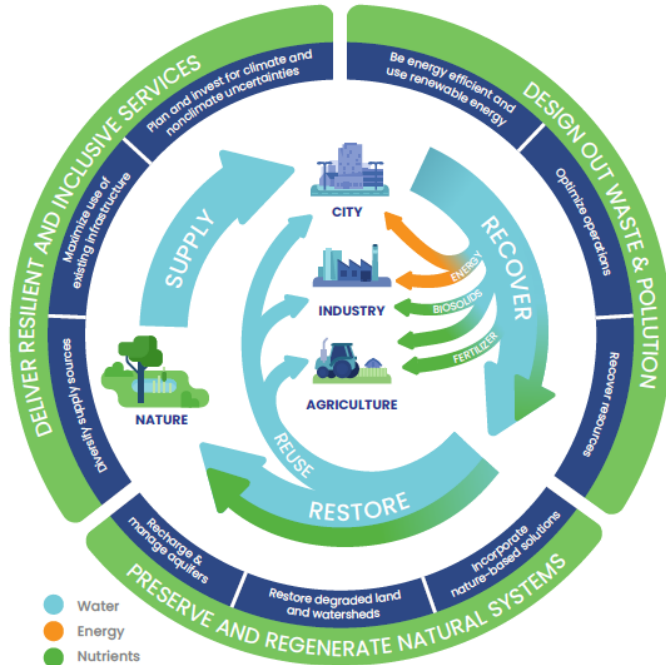 DELIVER RESILIENT AND INCLUSIVE SERVICES
Plan and invest for climate and
nonclimate uncertainties
Maximize use of
existing infrastructure
Diversify supply sources
DESIGN OUT WASTE & POLLUTION
Be energy efficient and
use renewable energy
Optimize operations
Recover resources
PRESERVE AND REGENERATE NATURAL SYSTEMS
Incorporate
nature-based solutions
Restore degraded land
and watersheds
Recharge &
manage aquifers
SUPPLY
CITY
RECOVER
ENERGY
INDUSTRY
BIOSOLIDS
FERTILIZER
AGRICULTURE
NATURE
REUSE
RESTORE
Water
Energy
Nutrients